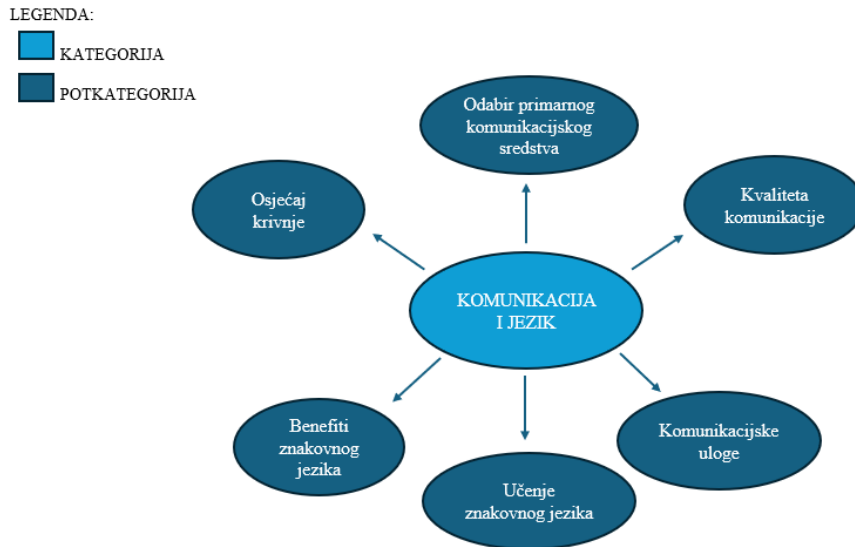 LEGENDA:
KATEGORIJA
POTKATEGORIJA
Odabir primarnog
komunikacijskog
sredstva
Osjećaj
krivnje
Kvaliteta
komunikacije
KOMUNIKACIJA
I JEZIK
Benefiti
znakovnog
jezika
Komunikacijske
uloge
Učenje
znakovnog jezika